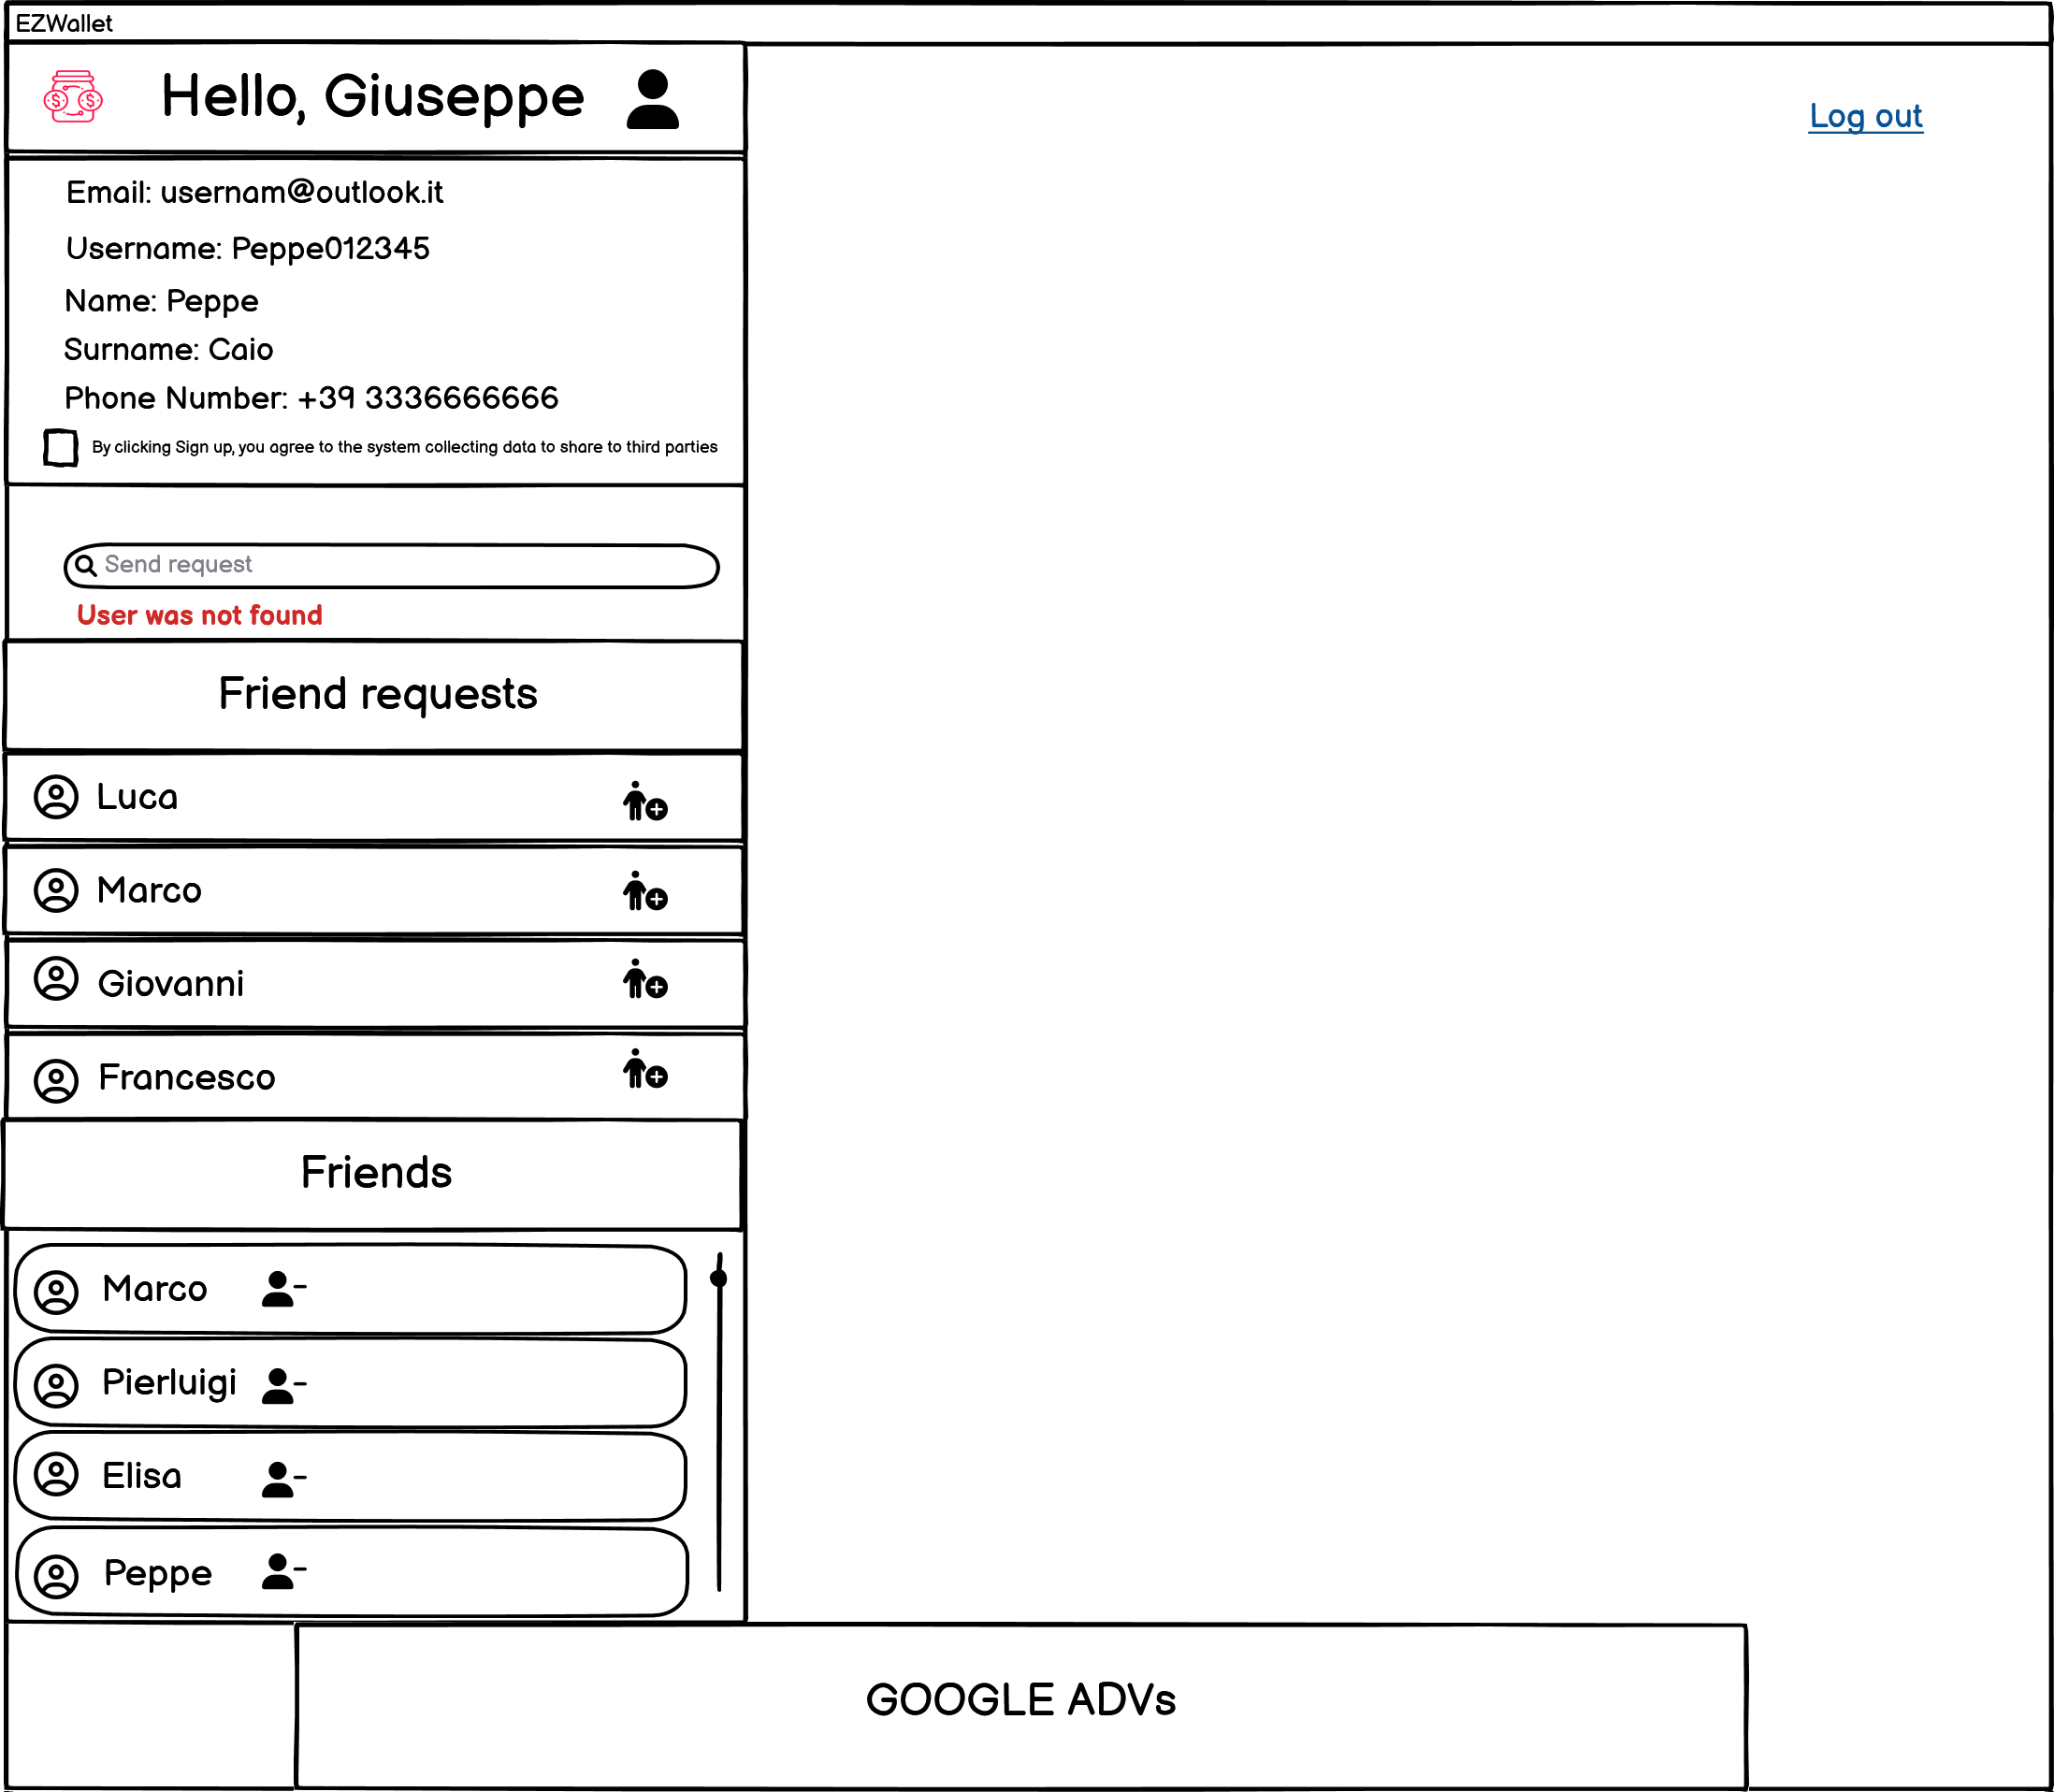 EZWallet
Hello, Giuseppe
Log out
Email: usernam@outlook.it
Username: Peppe012345
Name: Peppe
Surname: Caio
Phone Number: +39 3336666666
By clicking Sign up, you agree to the system collecting data to share to third parties
Send request
User was not found
Friend requests
Luca
Marco
Giovanni
Francesco
Friends
Marco
Pierluigi
Elisa
Peppe
GOOGLE ADVs